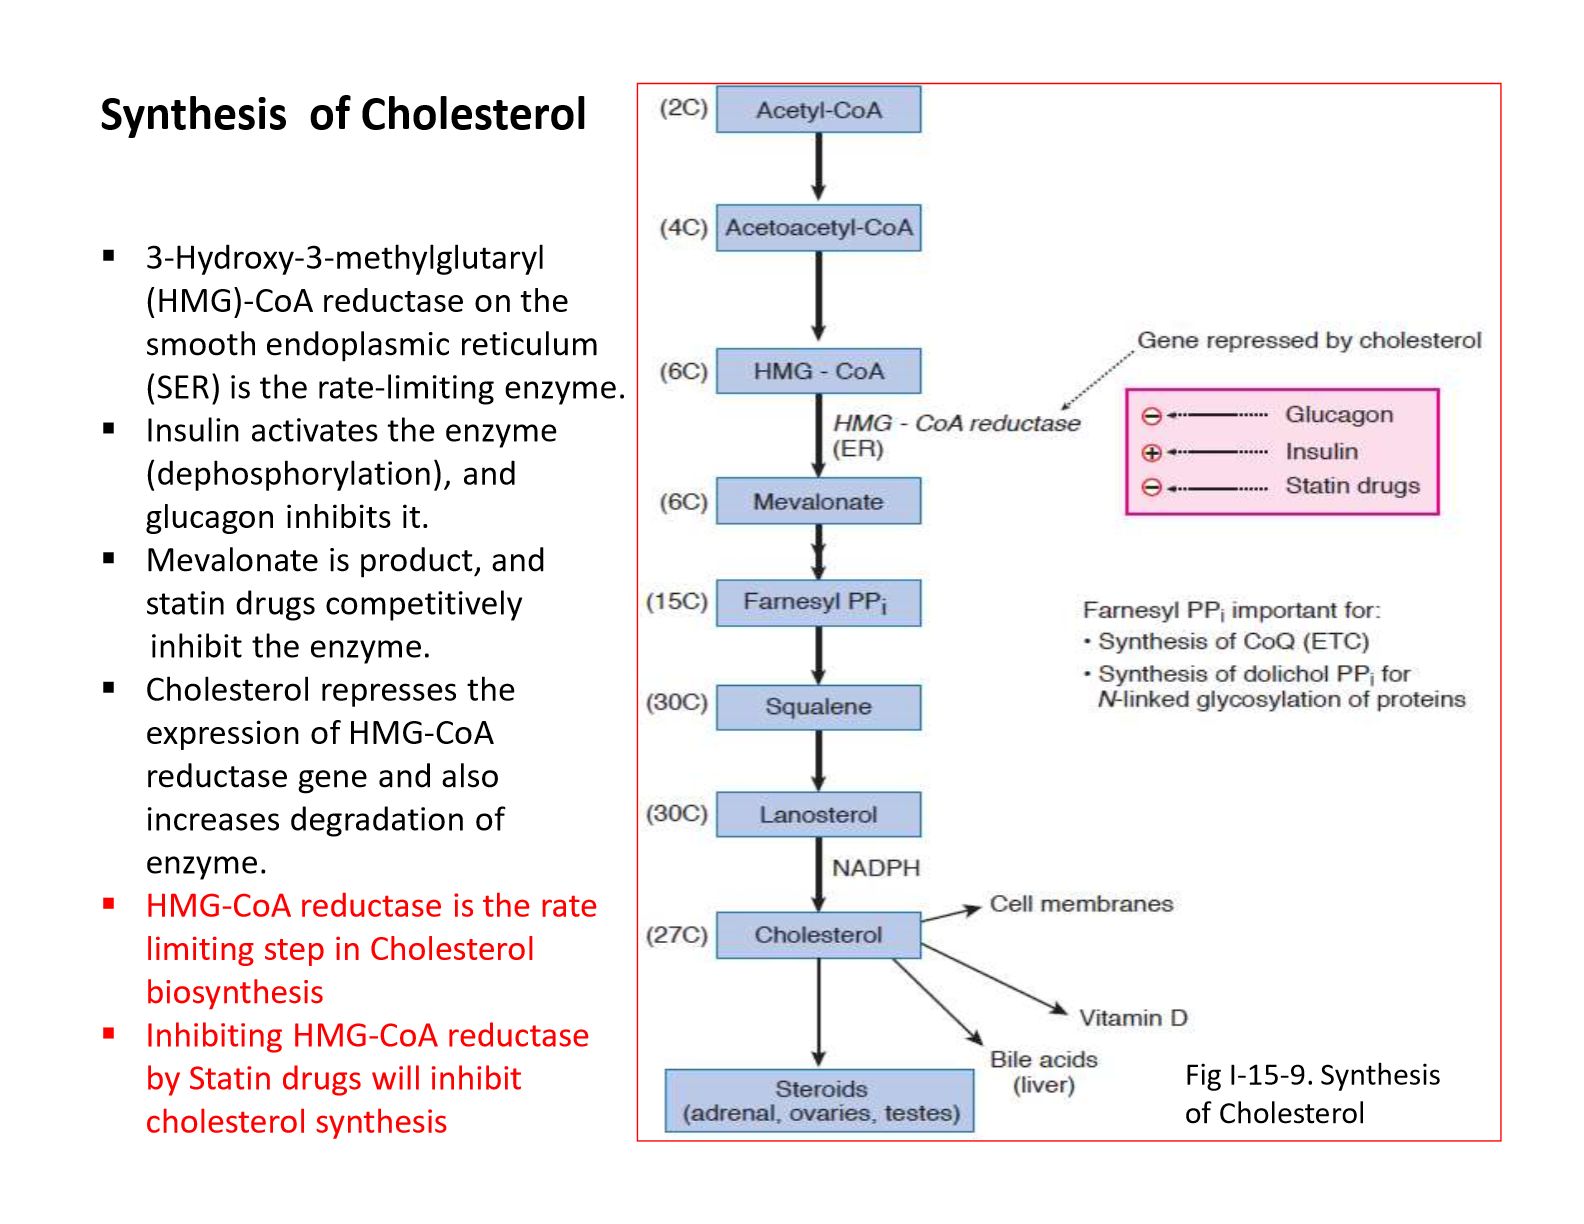 Synthesis of Cholesterol
▪ 3-Hydroxy-3-methylglutaryl
(HMG)-CoA reductase on the
smooth endoplasmic reticulum
(SER) is the rate-limiting enzyme.
▪ Insulin activates the enzyme
(dephosphorylation), and
glucagon inhibits it.
▪ Mevalonate is product, and
statin drugs competitively
inhibit the enzyme.
▪ Cholesterol represses the
expression of HMG-CoA
reductase gene and also
increases degradation of
enzyme.
▪ HMG-CoA reductase is the rate
limiting step in Cholesterol
biosynthesis
▪ Inhibiting HMG-CoA reductase
by Statin drugs will inhibit
cholesterol synthesis
(2C) Acetyl-CoA
(4C) Acetoacetyl-CoA
(6C) HMG - CoA
Gene repressed by cholesterol
HMG - CoA reductase
(ER)
⊖ Glucagon
⊕ Insulin
⊖ Statin drugs
(6C) Mevalonate
(15C) Farnesyl PPi
Farnesyl PPi important for:
• Synthesis of CoQ (ETC)
• Synthesis of dolichol PPi for
N-linked glycosylation of proteins
(30C) Squalene
(30C) Lanosterol
NADPH
(27C) Cholesterol
Cell membranes
Vitamin D
Bile acids
(liver)
Steroids
(adrenal, ovaries, testes)
Fig I-15-9. Synthesis
of Cholesterol